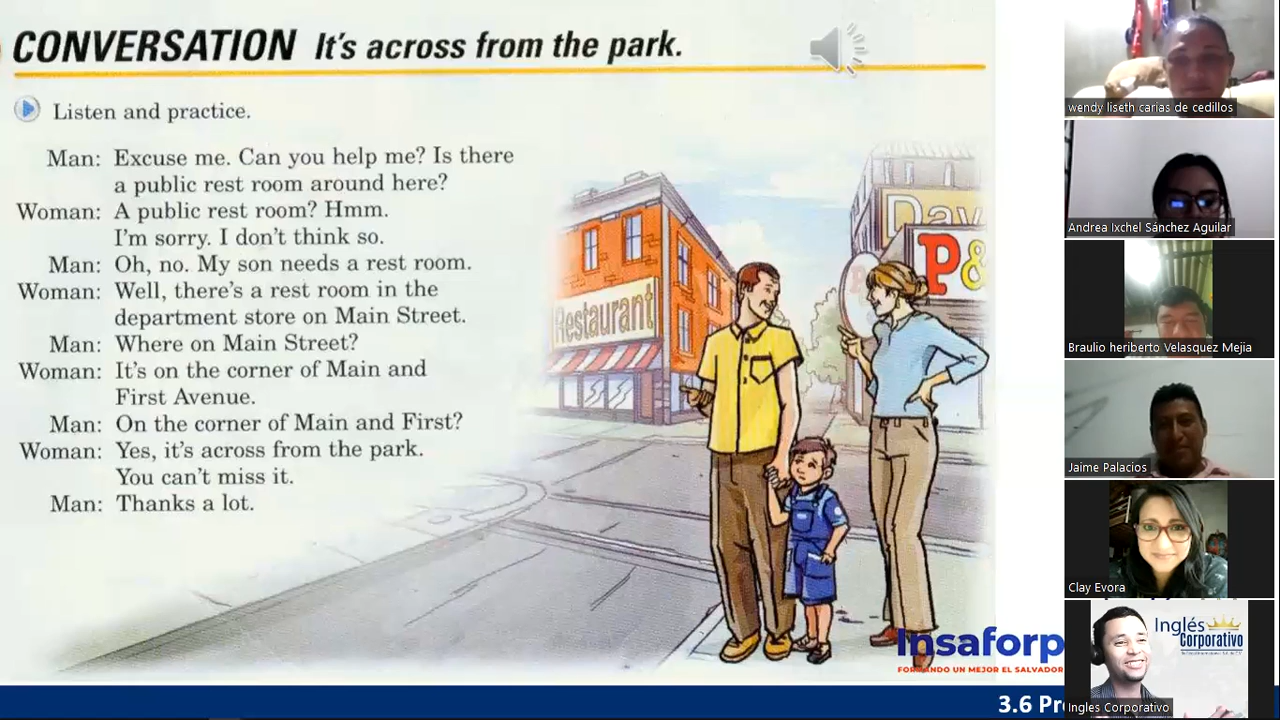 CONVERSATION It's across from the park.
Listen and practice.
Man: Excuse me. Can you help me? Is there
a public rest room around here?
Woman: A public rest room? Hmm.
I'm sorry. I don't think so.
Man: Oh, no. My son needs a rest room.
Woman: Well, there's a rest room in the
department store on Main Street.
Man: Where on Main Street?
Woman: It's on the corner of Main and
First Avenue.
Man: On the corner of Main and First?
Woman: Yes, it's across from the park.
You can't miss it.
Man: Thanks a lot.
Restaurant
Dav
P&
Insaforp
FORMANDO UN MEJOR EL SALVADOR
3.6 Pr
wendy liseth carias de cedillos
Andrea Ixchel Sánchez Aguilar
Braulio heriberto Velasquez Mejia
Jaime Palacios
Clay Evora
Inglés
Corporativo
Ingles Corporativo